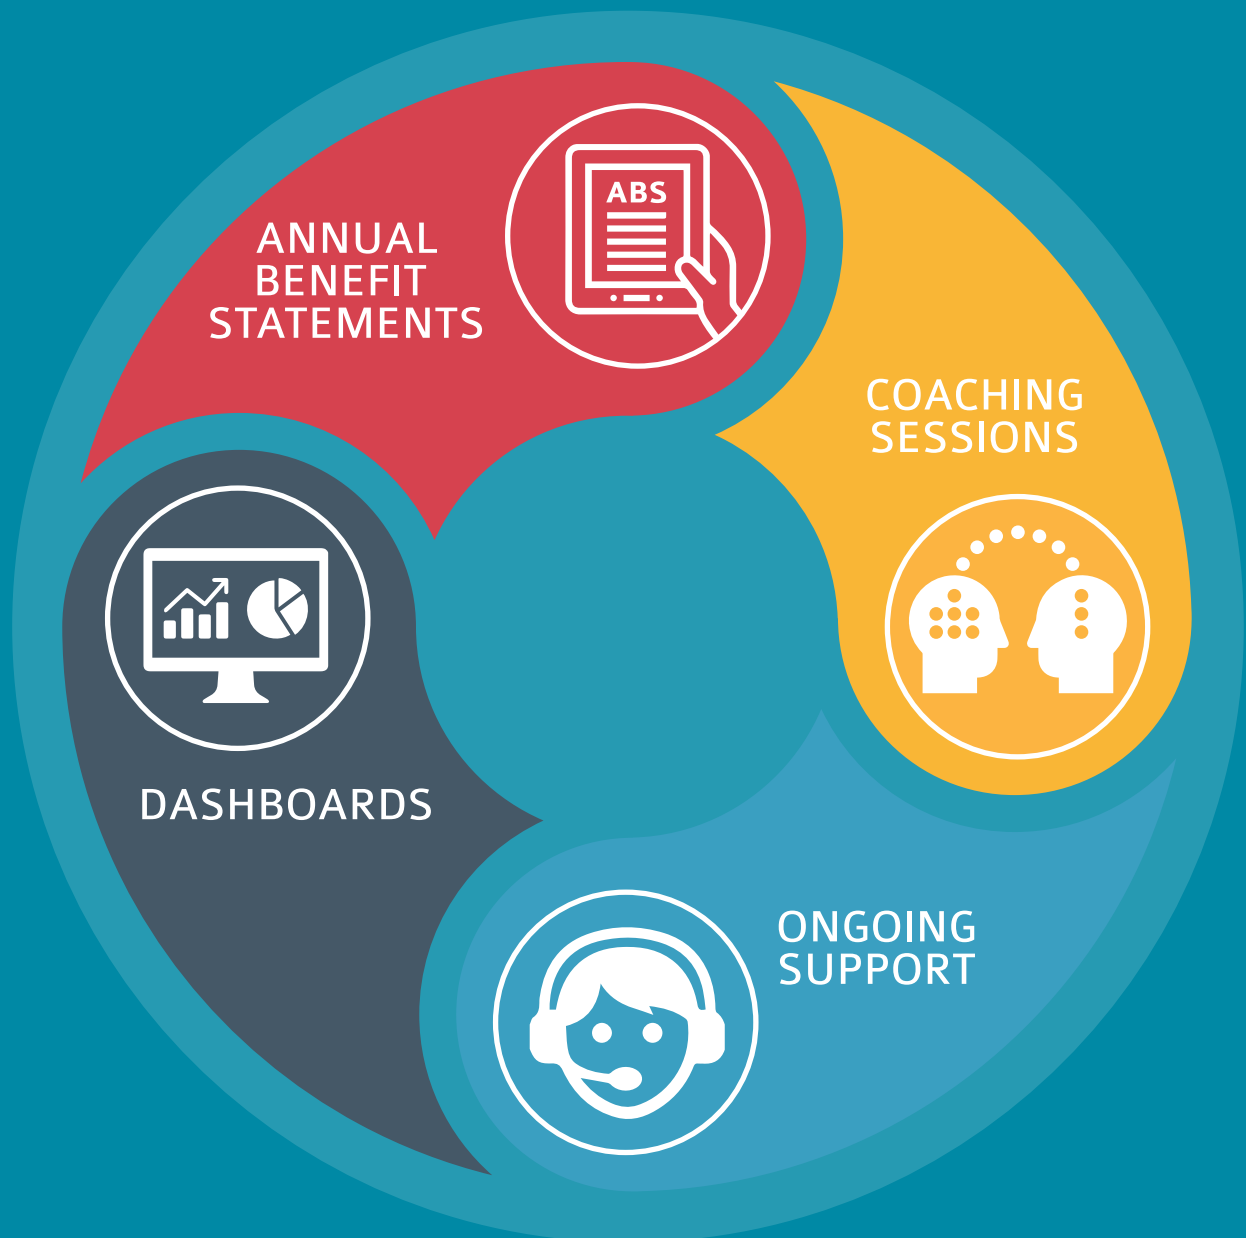 ABS
ANNUAL
BENEFIT
STATEMENTS
COACHING
SESSIONS
DASHBOARDS
ONGOING
SUPPORT